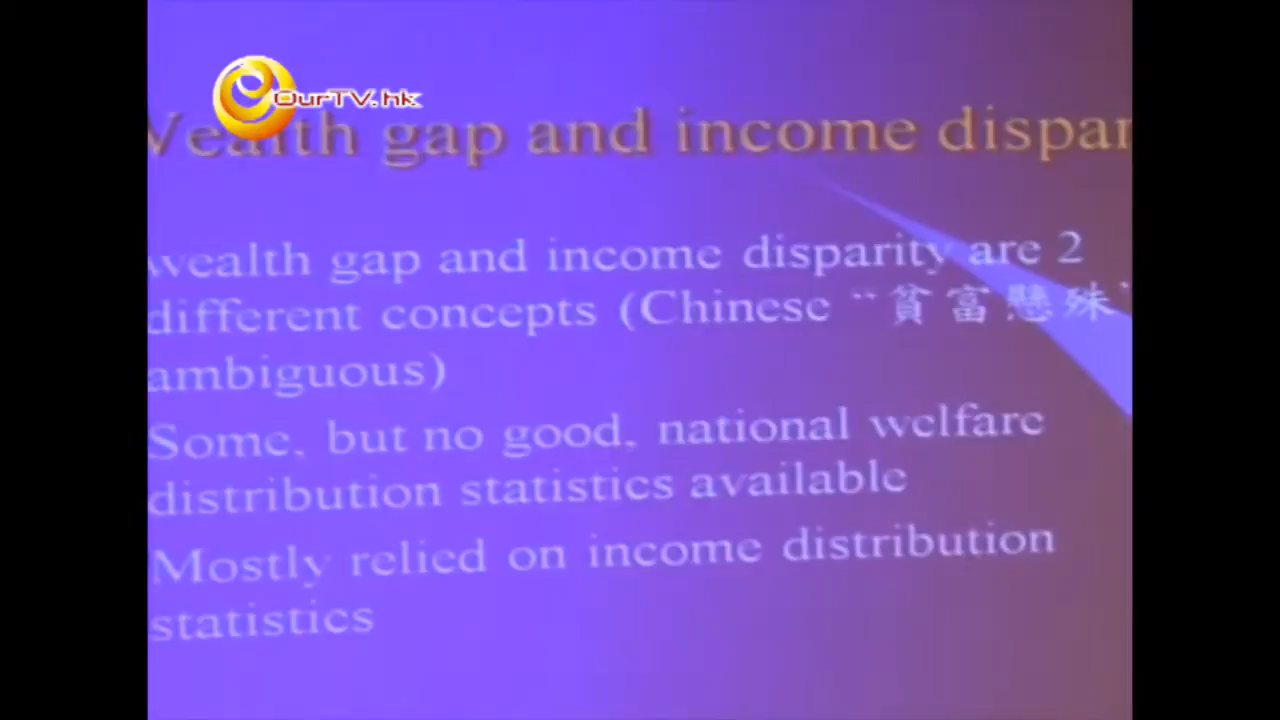 OurTV.hk
Wealth gap and income dispar
wealth gap and income disparity are 2
different concepts (Chinese “貧富懸殊”
ambiguous)
Some, but no good, national welfare
distribution statistics available
Mostly relied on income distribution
statistics